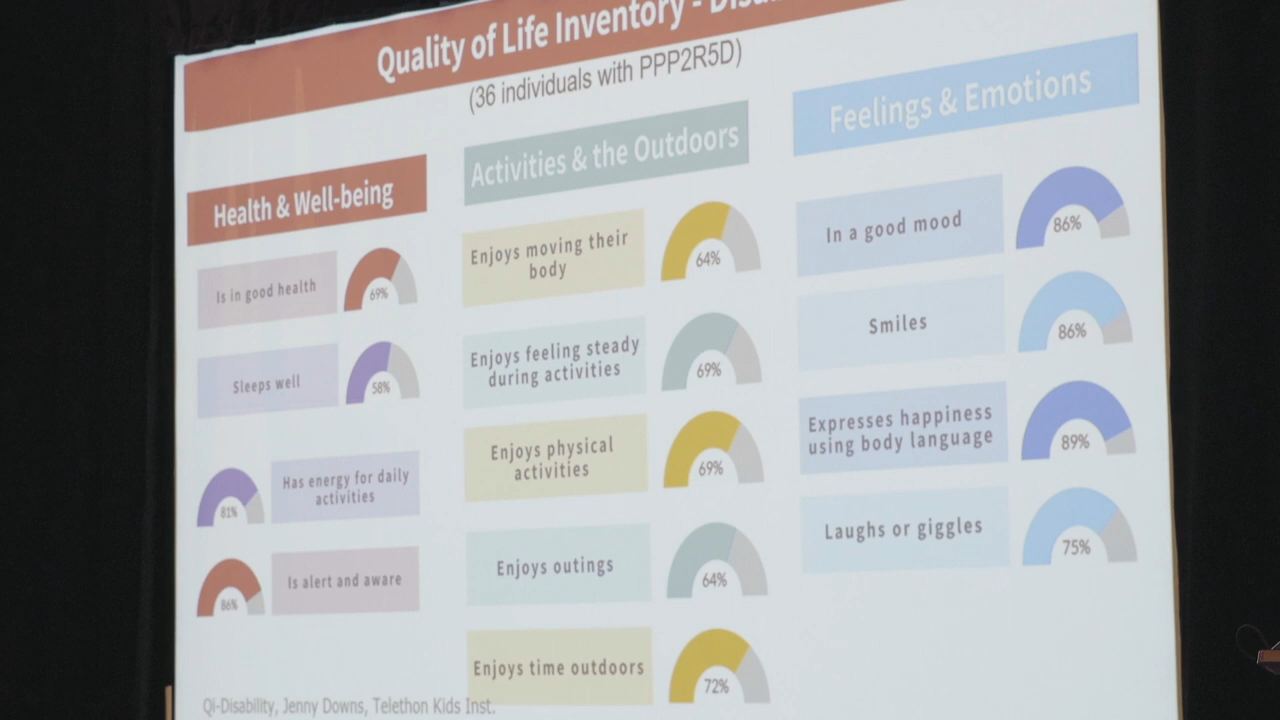 Quality of Life Inventory -
(36 individuals with PPP2R5D)
Health & Well-being
Is in good health
69%
Sleeps well
58%
81%
Has energy for daily
activities
86%
Is alert and aware
Activities & the Outdoors
Enjoys moving their
body
64%
Enjoys feeling steady
during activities
69%
Enjoys physical
activities
69%
Enjoys outings
64%
Enjoys time outdoors
72%
Feelings & Emotions
In a good mood
86%
Smiles
86%
Expresses happiness
using body language
89%
Laughs or giggles
75%
QI-Disability, Jenny Downs, Telethon Kids Inst.